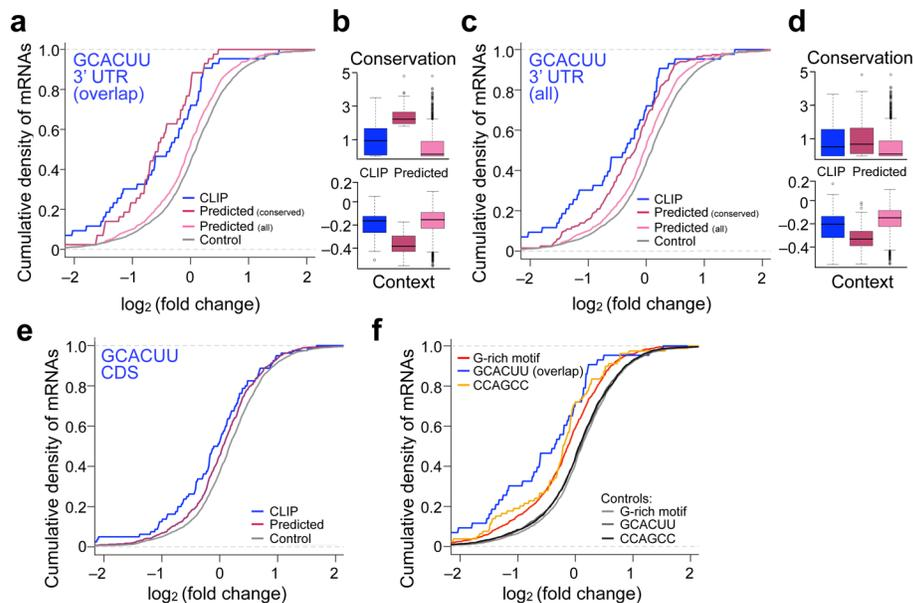 a
GCACUU
3' UTR
(overlap)
Cumulative density of mRNAs
1.0
0.8
0.6
0.4
0.2
0
CLIP
Predicted (conserved)
Predicted (all)
Control
−2 −1 0 1 2
log2 (fold change)
b
Conservation
5
3
1
CLIP Predicted
0.2
−0.2
−0.4
Context
c
GCACUU
3' UTR
(all)
Cumulative density of mRNAs
1.0
0.8
0.6
0.4
0.2
0
CLIP
Predicted (conserved)
Predicted (all)
Control
−2 −1 0 1 2
log2 (fold change)
d
Conservation
5
3
1
CLIP Predicted
0.2
0
−0.2
−0.4
Context
e
GCACUU
CDS
Cumulative density of mRNAs
1.0
0.8
0.6
0.4
0.2
0
CLIP
Predicted
Control
−2 −1 0 1 2
log2 (fold change)
f
Cumulative density of mRNAs
1.0
0.8
0.6
0.4
0.2
0
G-rich motif
GCACUU (overlap)
CCAGCC
Controls:
G-rich motif
GCACUU
CCAGCC
−2 −1 0 1 2
log2 (fold change)